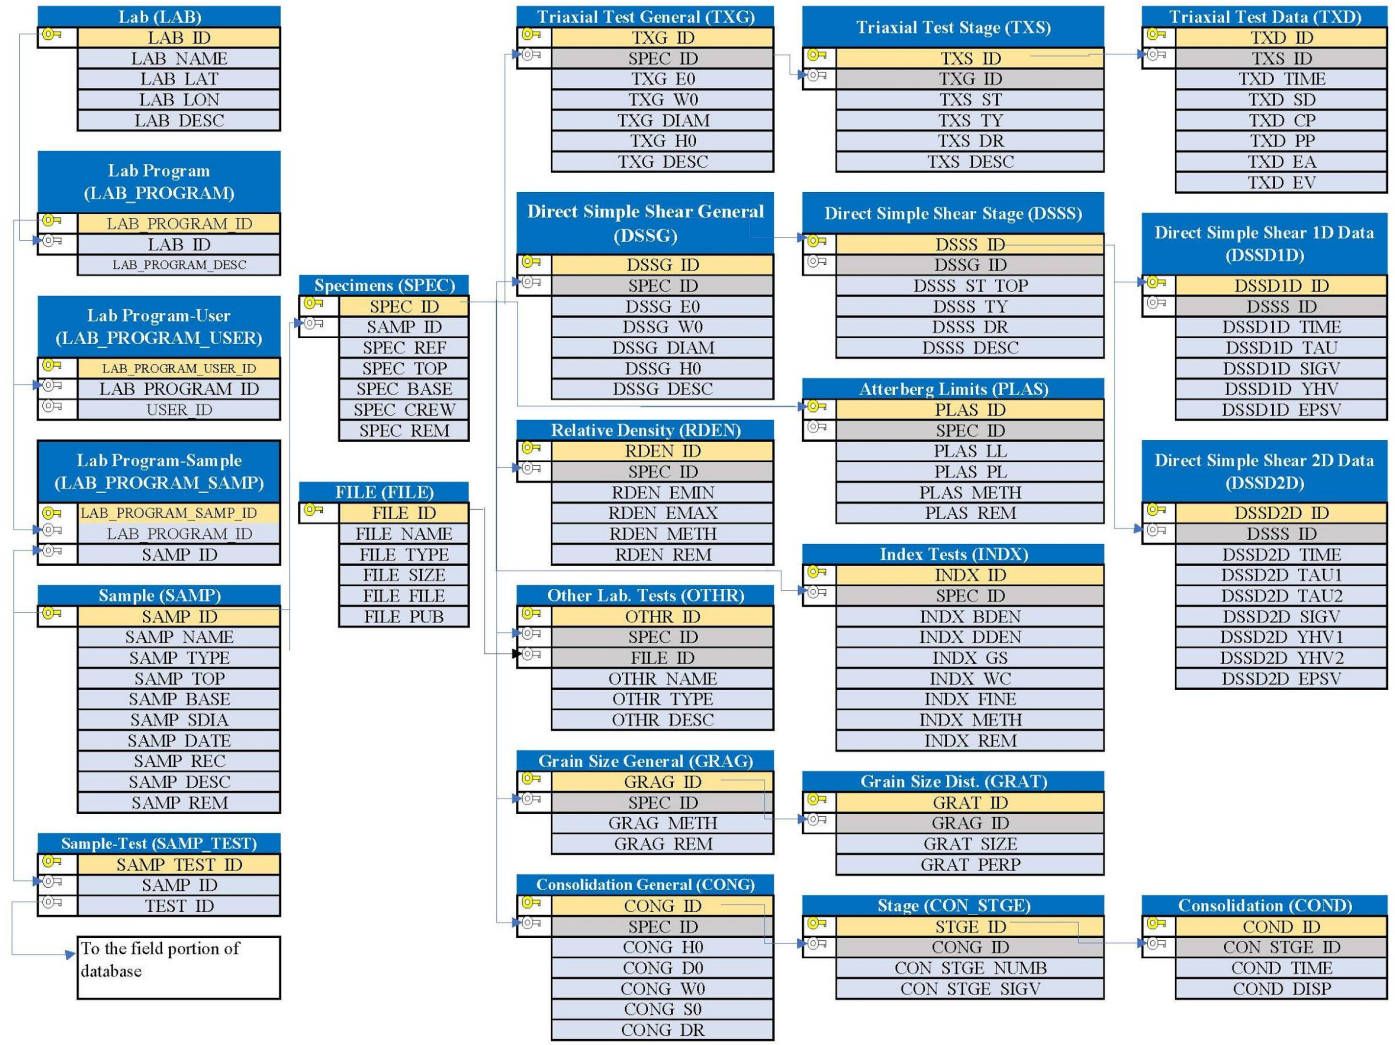 Lab (LAB)
LAB_ID
LAB_NAME
LAB_LAT
LAB_LON
LAB_DESC
Lab Program
(LAB_PROGRAM)
LAB_PROGRAM_ID
LAB_ID
LAB_PROGRAM_DESC
Lab Program-User
(LAB_PROGRAM_USER)
LAB_PROGRAM_USER_ID
LAB_PROGRAM_ID
USER_ID
Lab Program-Sample
(LAB_PROGRAM_SAMP)
LAB_PROGRAM_SAMP_ID
LAB_PROGRAM_ID
SAMP_ID
Sample (SAMP)
SAMP_ID
SAMP_NAME
SAMP_TYPE
SAMP_TOP
SAMP_BASE
SAMP_SDIA
SAMP_DATE
SAMP_REC
SAMP_DESC
SAMP_REM
Sample-Test (SAMP_TEST)
SAMP_TEST_ID
SAMP_ID
TEST_ID
To the field portion of
database
Specimens (SPEC)
SPEC_ID
SAMP_ID
SPEC_REF
SPEC_TOP
SPEC_BASE
SPEC_CREW
SPEC_REM
FILE (FILE)
FILE_ID
FILE_NAME
FILE_TYPE
FILE_SIZE
FILE_FILE
FILE_PUB
Triaxial Test General (TXG)
TXG_ID
SPEC_ID
TXG_E0
TXG_W0
TXG_DIAM
TXG_H0
TXG_DESC
Direct Simple Shear General
(DSSG)
DSSG_ID
SPEC_ID
DSSG_E0
DSSG_W0
DSSG_DIAM
DSSG_H0
DSSG_DESC
Relative Density (RDEN)
RDEN_ID
SPEC_ID
RDEN_EMIN
RDEN_EMAX
RDEN_METH
RDEN_REM
Other Lab. Tests (OTHR)
OTHR_ID
SPEC_ID
FILE_ID
OTHR_NAME
OTHR_TYPE
OTHR_DESC
Grain Size General (GRAG)
GRAG_ID
SPEC_ID
GRAG_METH
GRAG_REM
Consolidation General (CONG)
CONG_ID
SPEC_ID
CONG_H0
CONG_D0
CONG_W0
CONG_S0
CONG_DR
Triaxial Test Stage (TXS)
TXS_ID
TXG_ID
TXS_ST
TXS_TY
TXS_DR
TXS_DESC
Direct Simple Shear Stage (DSSS)
DSSS_ID
DSSG_ID
DSSS_ST_TOP
DSSS_TY
DSSS_DR
DSSS_DESC
Atterberg Limits (PLAS)
PLAS_ID
SPEC_ID
PLAS_LL
PLAS_PL
PLAS_METH
PLAS_REM
Index Tests (INDX)
INDX_ID
SPEC_ID
INDX_BDEN
INDX_DDEN
INDX_GS
INDX_WC
INDX_FINE
INDX_METH
INDX_REM
Grain Size Dist. (GRAT)
GRAT_ID
GRAG_ID
GRAT_SIZE
GRAT_PERP
Stage (CON_STGE)
STGE_ID
CONG_ID
CON_STGE_NUMB
CON_STGE_SIGV
Triaxial Test Data (TXD)
TXD_ID
TXS_ID
TXD_TIME
TXD_SD
TXD_CP
TXD_PP
TXD_EA
TXD_EV
Direct Simple Shear 1D Data
(DSSD1D)
DSSD1D_ID
DSSS_ID
DSSD1D_TIME
DSSD1D_TAU
DSSD1D_SIGV
DSSD1D_YHV
DSSD1D_EPSV
Direct Simple Shear 2D Data
(DSSD2D)
DSSD2D_ID
DSSS_ID
DSSD2D_TIME
DSSD2D_TAU1
DSSD2D_TAU2
DSSD2D_SIGV
DSSD2D_YHV1
DSSD2D_YHV2
DSSD2D_EPSV
Consolidation (COND)
COND_ID
CON_STGE_ID
COND_TIME
COND_DISP